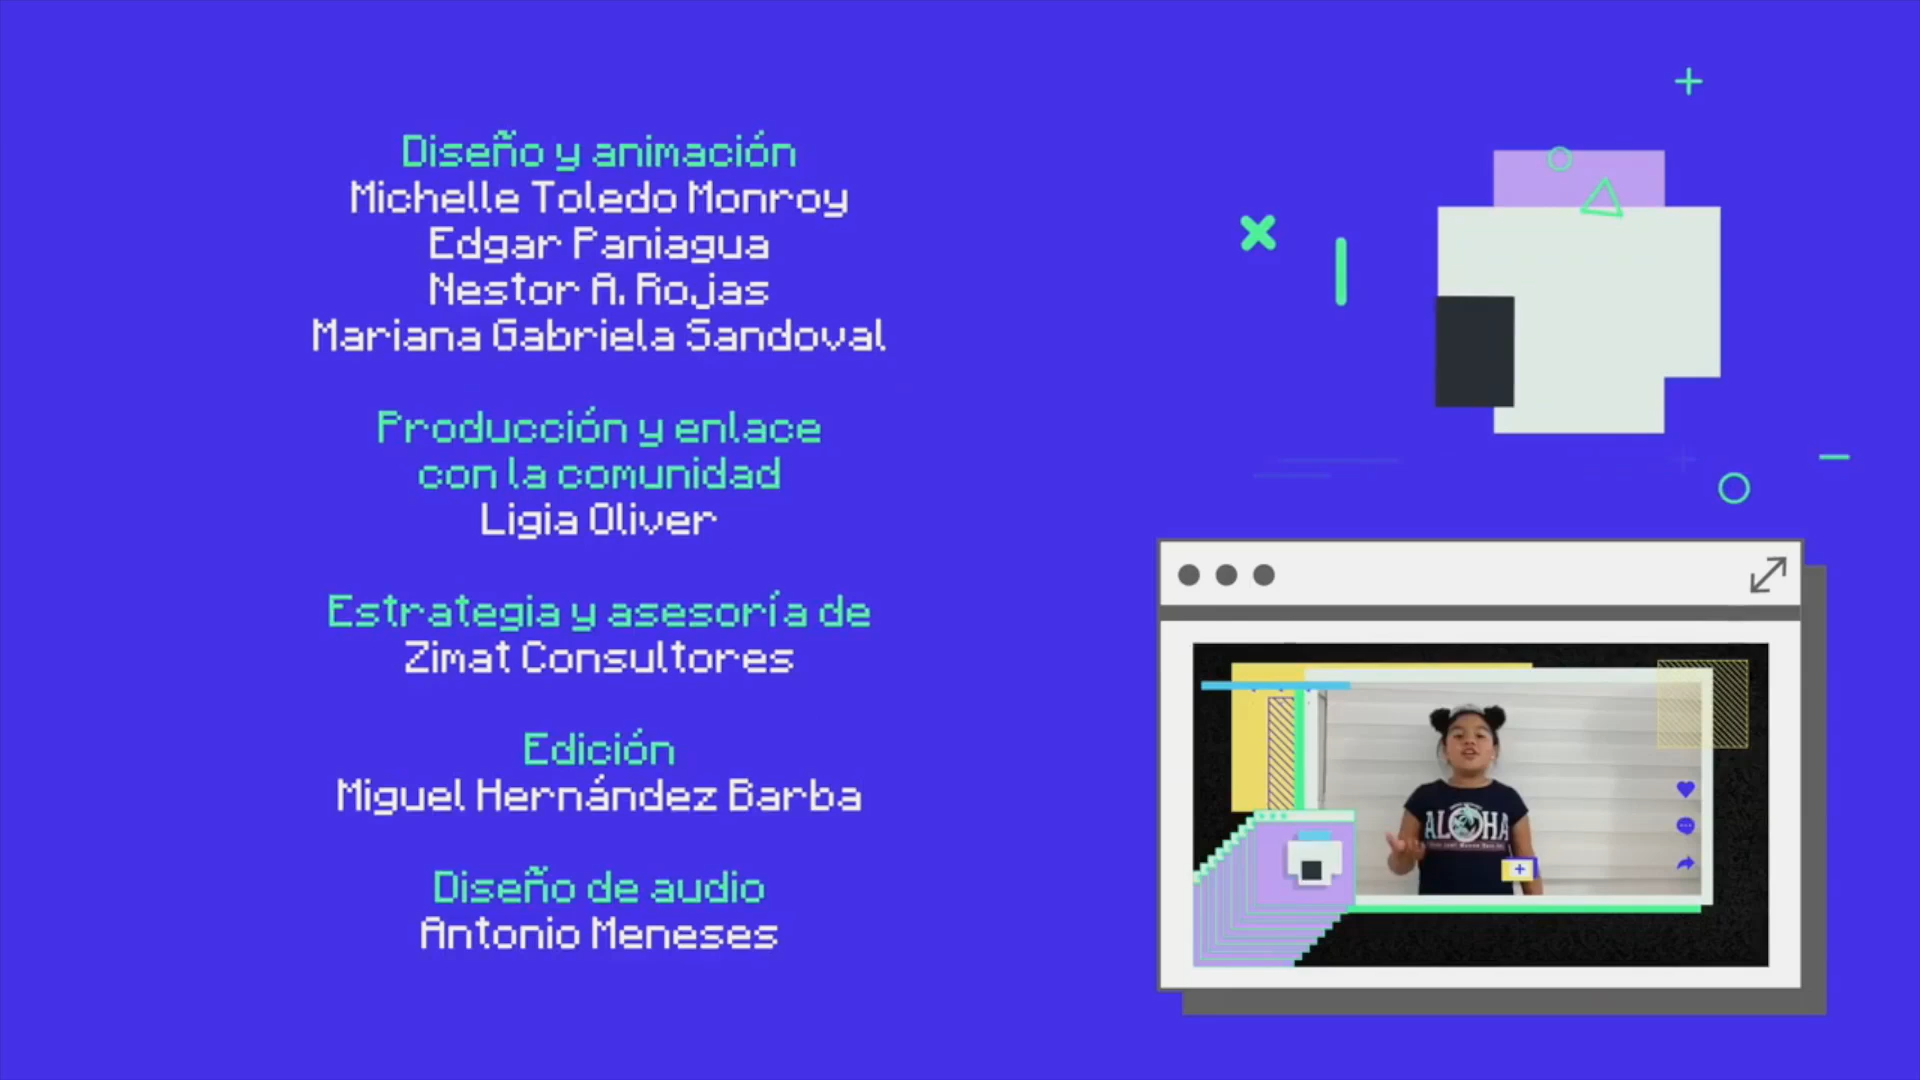 Diseño y animación
Michelle Toledo Monroy
Edgar Paniagua
Nestor A. Rojas
Mariana Gabriela Sandoval
Producción y enlace
con la comunidad
Ligia Oliver
Estrategia y asesoría de
Zimat Consultores
Edición
Miguel Hernández Barba
Diseño de audio
Antonio Meneses
ALOHA